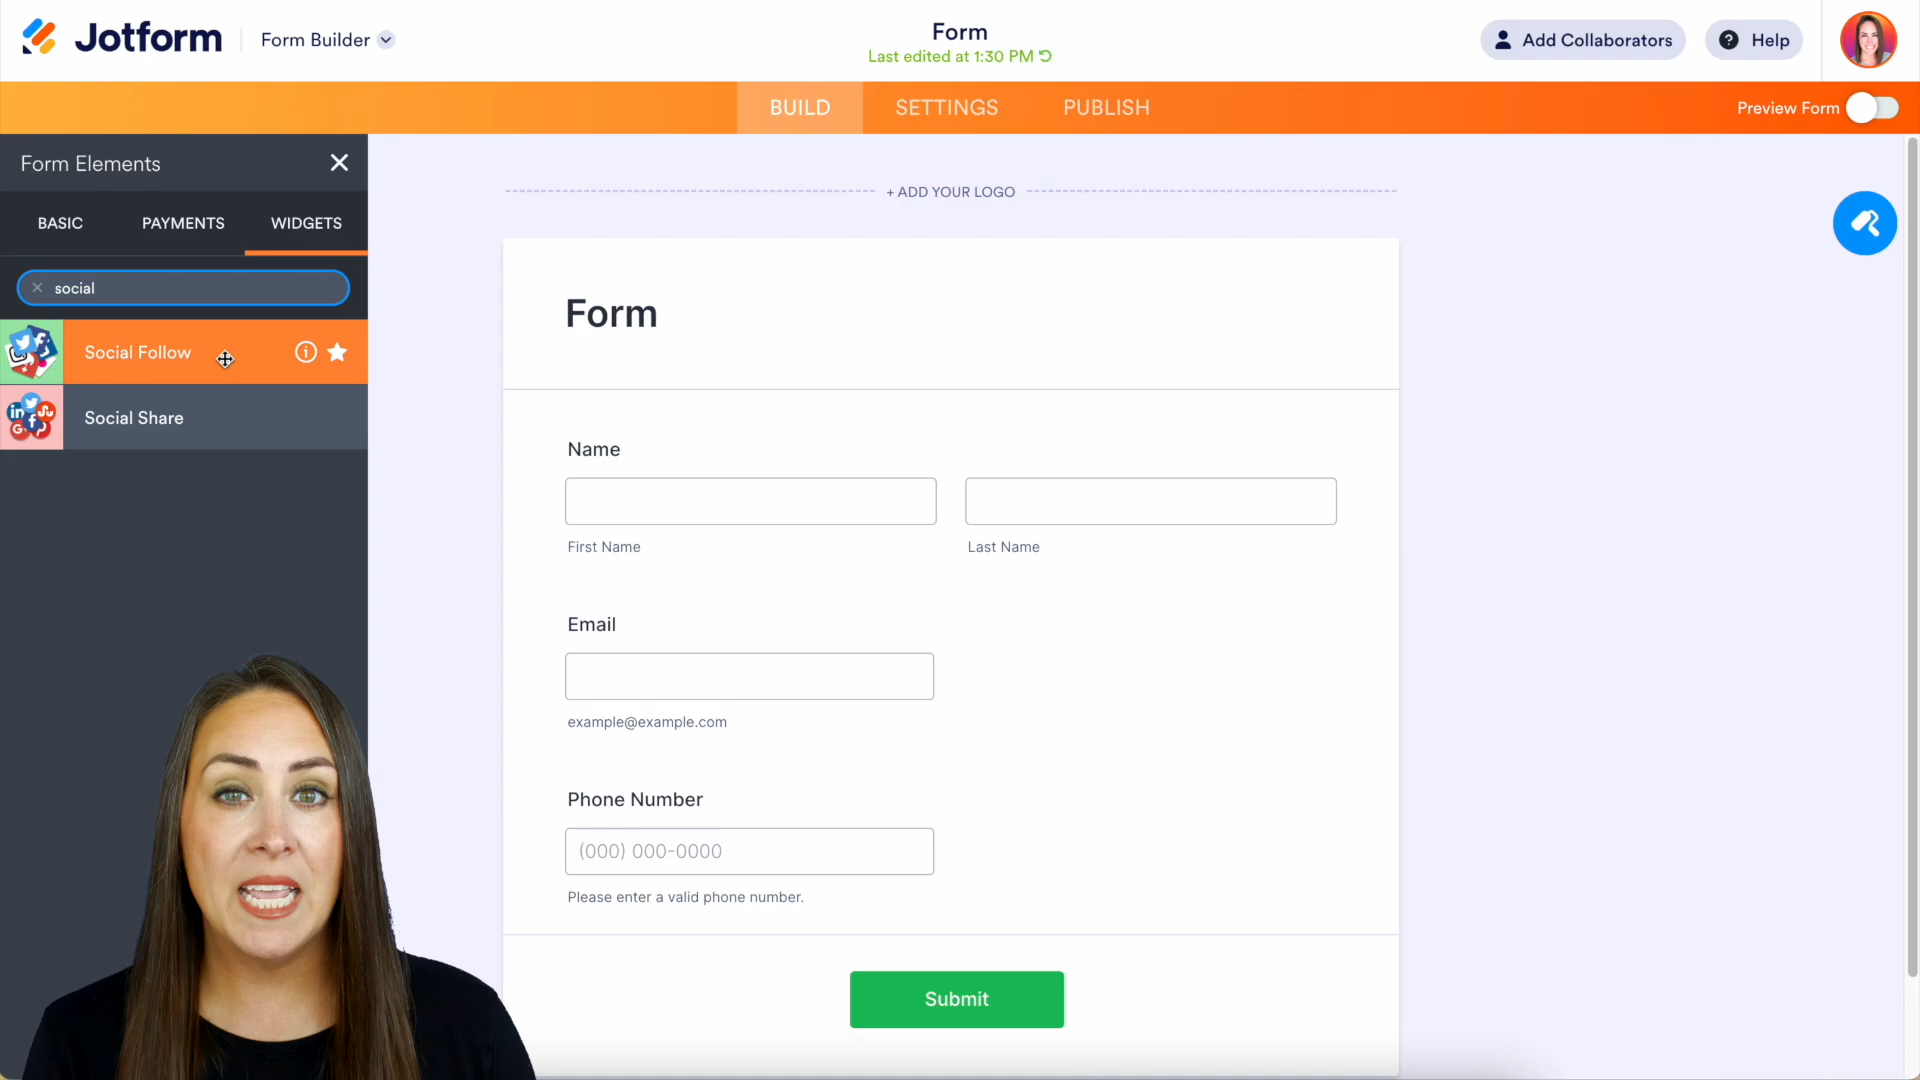 Jotform
Form Builder
Form
Last edited at 1:30 PM
Add Collaborators
? Help
BUILD
SETTINGS
PUBLISH
Preview Form
Form Elements
BASIC
PAYMENTS
WIDGETS
social
Social Follow
Social Share
+ ADD YOUR LOGO
Form
Name
First Name
Last Name
Email
example@example.com
Phone Number
(000) 000-0000
Please enter a valid phone number.
Submit